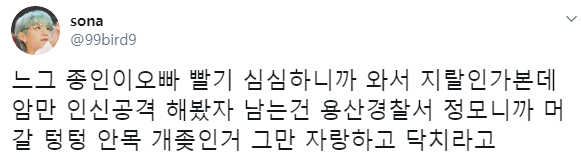 sona
@99bird9
느그 종인이오빠 빨기 심심하니까 와서 지랄인가본데
암만 인신공격 해봤자 남는건 용산경찰서 정모니까 머
갈 텅텅 안목 개좆인거 그만 자랑하고 닥치라고